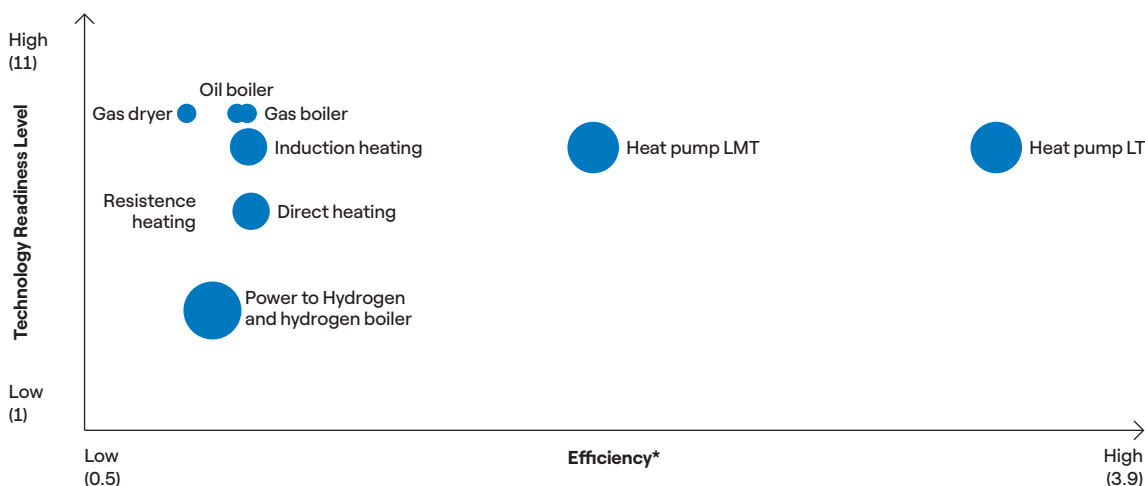 High
(11)
Technology Readiness Level
Low
(1)
Oil boiler
Gas dryer
Gas boiler
Induction heating
Heat pump LMT
Heat pump LT
Resistence
heating
Direct heating
Power to Hydrogen
and hydrogen boiler
Low
(0.5)
Efficiency*
High
(3.9)